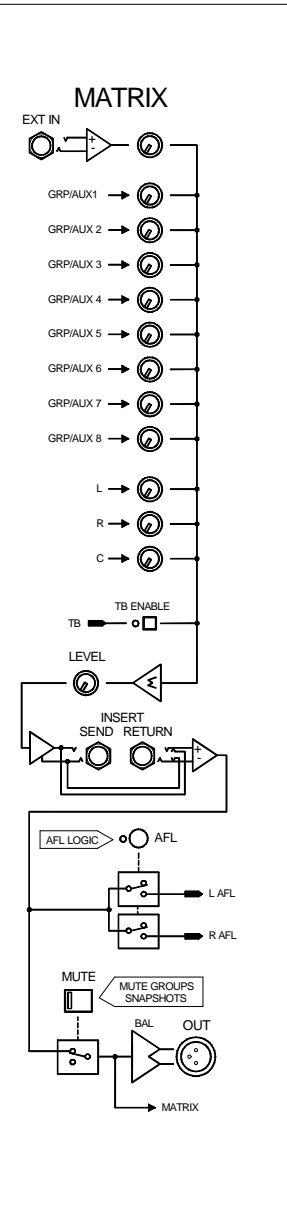 MATRIX
EXT IN
+
-
GRP/AUX1
GRP/AUX 2
GRP/AUX 3
GRP/AUX 4
GRP/AUX 5
GRP/AUX 6
GRP/AUX 7
GRP/AUX 8
L
R
C
TB ENABLE
TB
LEVEL
Σ
INSERT
SEND RETURN
+
-
AFL LOGIC
AFL
L AFL
R AFL
MUTE
MUTE GROUPS
SNAPSHOTS
BAL
OUT
MATRIX